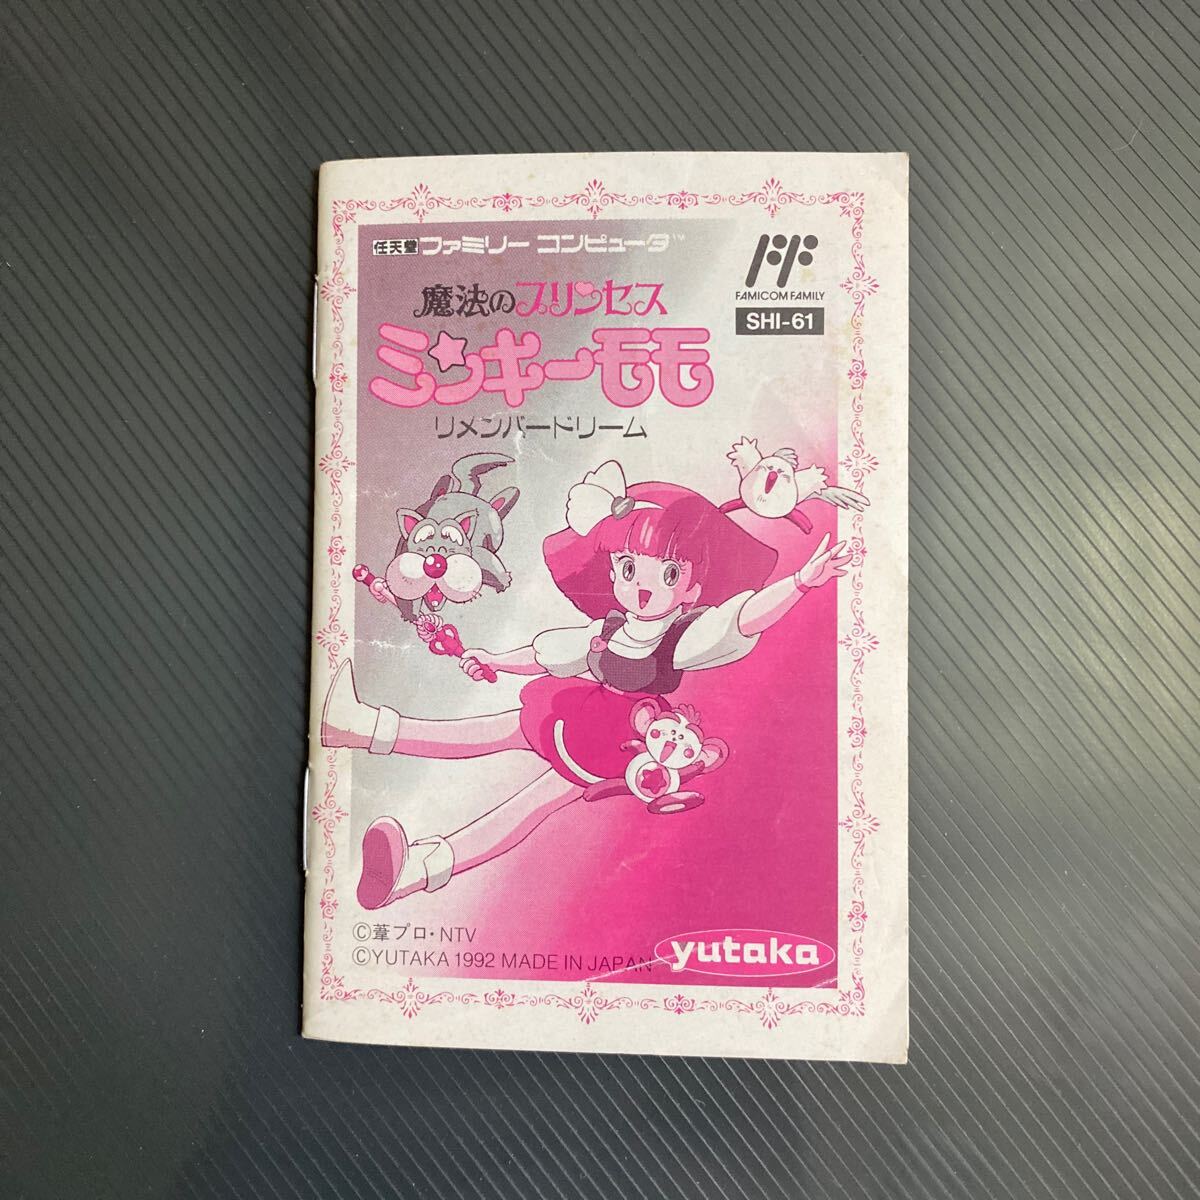 任天堂 ファミリー コンピュータ™
FAMICOM FAMILY
SHI-61
魔法のプリンセス
ミンキーモモ
リメンバードリーム
©葦プロ・NTV
©YUTAKA 1992 MADE IN JAPAN
yutaka